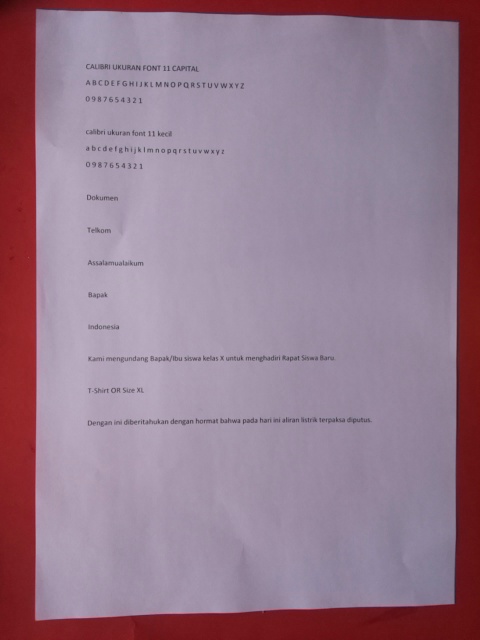 CALIBRI UKURAN FONT 11 CAPITAL
A B C D E F G H I J K L M N O P Q R S T U V W X Y Z
0 9 8 7 6 5 4 3 2 1
calibri ukuran font 11 kecil
a b c d e f g h i j k l m n o p q r s t u v w x y z
0 9 8 7 6 5 4 3 2 1
Dokumen
Telkom
Assalamualaikum
Bapak
Indonesia
Kami mengundang Bapak/Ibu siswa kelas X untuk menghadiri Rapat Siswa Baru.
T-Shirt OR Size XL
Dengan ini diberitahukan dengan hormat bahwa pada hari ini aliran listrik terpaksa diputus.